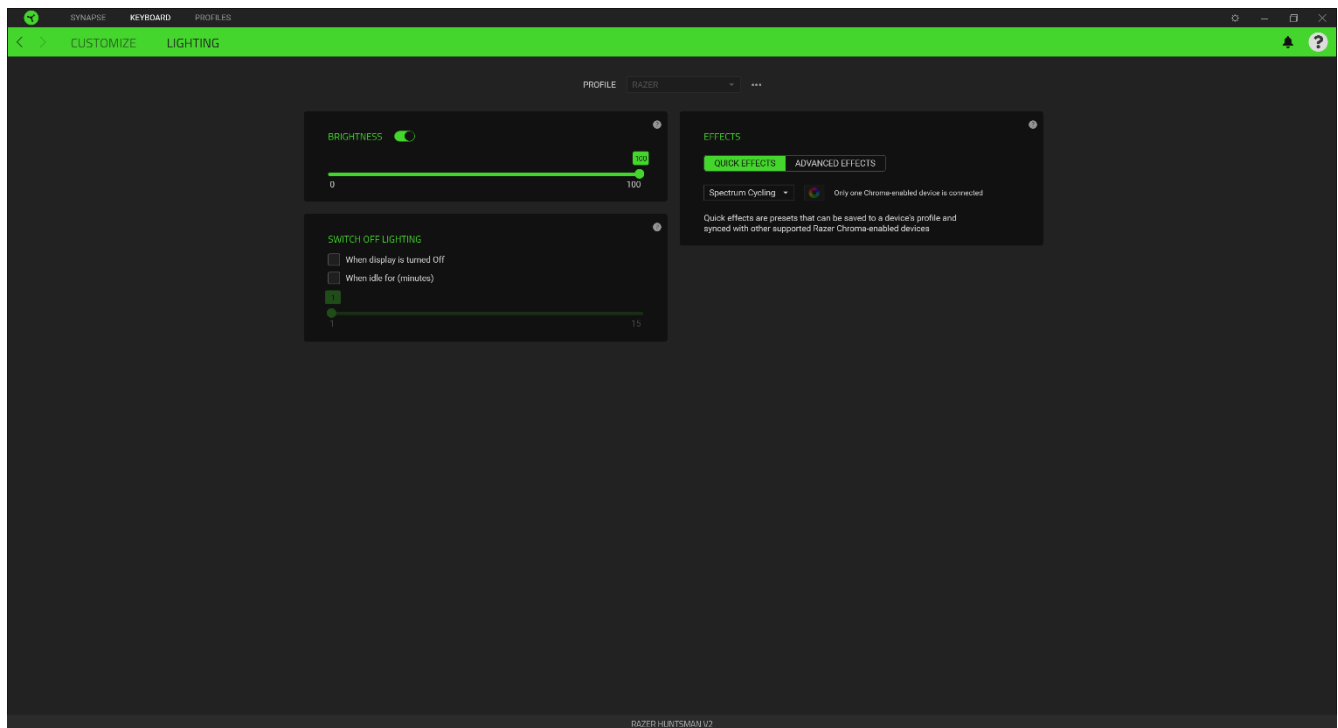 SYNAPSE KEYBOARD PROFILES
CUSTOMIZE LIGHTING
PROFILE RAZER
BRIGHTNESS
100
0 100
SWITCH OFF LIGHTING
When display is turned Off
When idle for (minutes)
1
1 15
EFFECTS
QUICK EFFECTS ADVANCED EFFECTS
Spectrum Cycling Only one Chroma-enabled device is connected
Quick effects are presets that can be saved to a device's profile and
synced with other supported Razer Chroma-enabled devices
RAZER HUNTSMAN V2